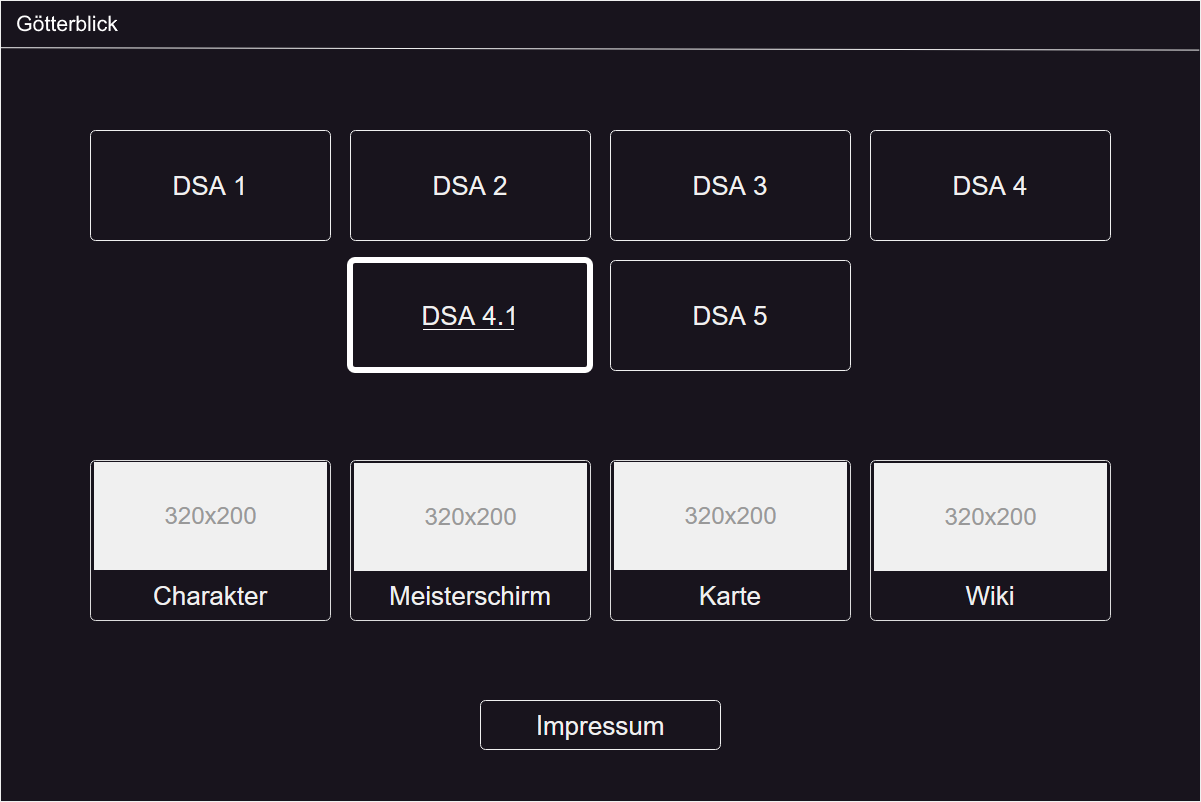 Götterblick
DSA 1
DSA 2
DSA 3
DSA 4
DSA 4.1
DSA 5
320x200
320x200
320x200
320x200
Charakter
Meisterschirm
Karte
Wiki
Impressum